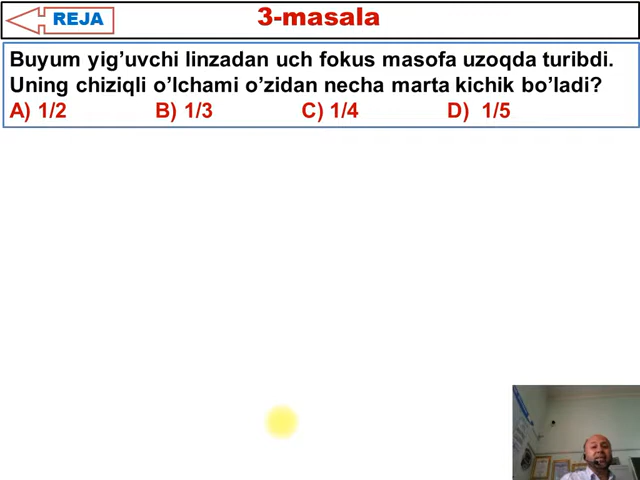 REJA
3-masala
Buyum yig’uvchi linzadan uch fokus masofa uzoqda turibdi.
Uning chiziqli o’lchami o’zidan necha marta kichik bo’ladi?
A) 1/2 B) 1/3 C) 1/4 D) 1/5